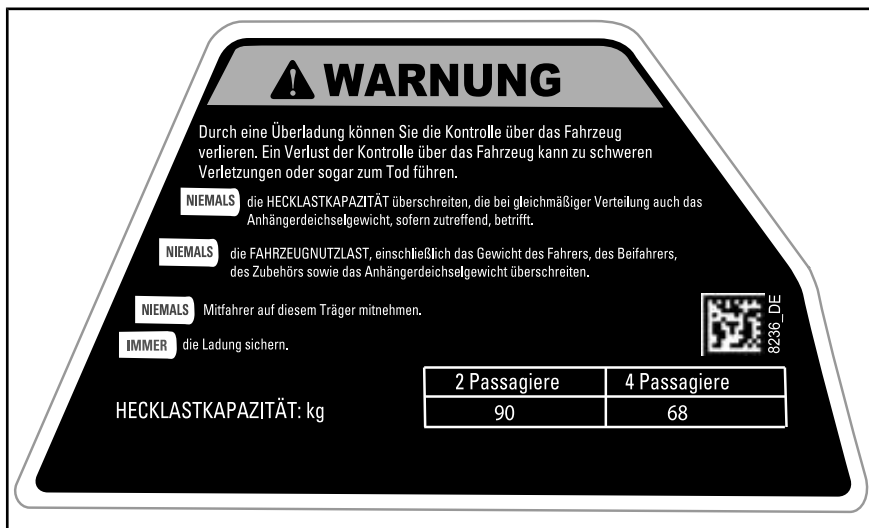 WARNUNG
Durch eine Überladung können Sie die Kontrolle über das Fahrzeug
verlieren. Ein Verlust der Kontrolle über das Fahrzeug kann zu schweren
Verletzungen oder sogar zum Tod führen.
NIEMALS die HECKLASTKAPAZITÄT überschreiten, die bei gleichmäßiger Verteilung auch das
Anhängerdeichselgewicht, sofern zutreffend, betrifft.
NIEMALS die FAHRZEUGNUTZLAST, einschließlich das Gewicht des Fahrers, des Beifahrers,
des Zubehörs sowie das Anhängerdeichselgewicht überschreiten.
NIEMALS Mitfahrer auf diesem Träger mitnehmen.
IMMER die Ladung sichern.
8236_DE
2 Passagiere 4 Passagiere
HECKLASTKAPAZITÄT: kg 90 68